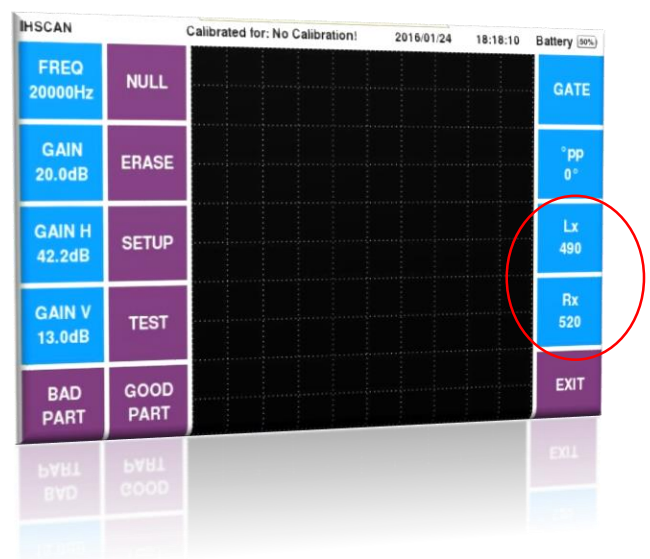 IHSCAN
Calibrated for: No Calibration!
2016/01/24
18:18:10
Battery 50%
FREQ
20000Hz
NULL
GATE
GAIN
20.0dB
ERASE
°pp
0°
GAIN H
42.2dB
SETUP
Lx
490
GAIN V
13.0dB
TEST
Rx
520
BAD
PART
GOOD
PART
EXIT